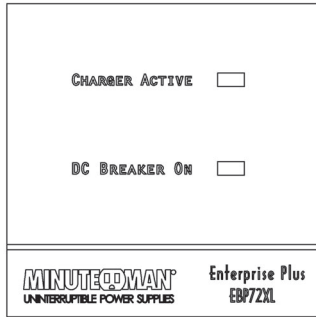 CHARGER ACTIVE
DC BREAKER ON
MINUTEMAN®
UNINTERRUPTIBLE POWER SUPPLIES
Enterprise Plus
EBP72XL